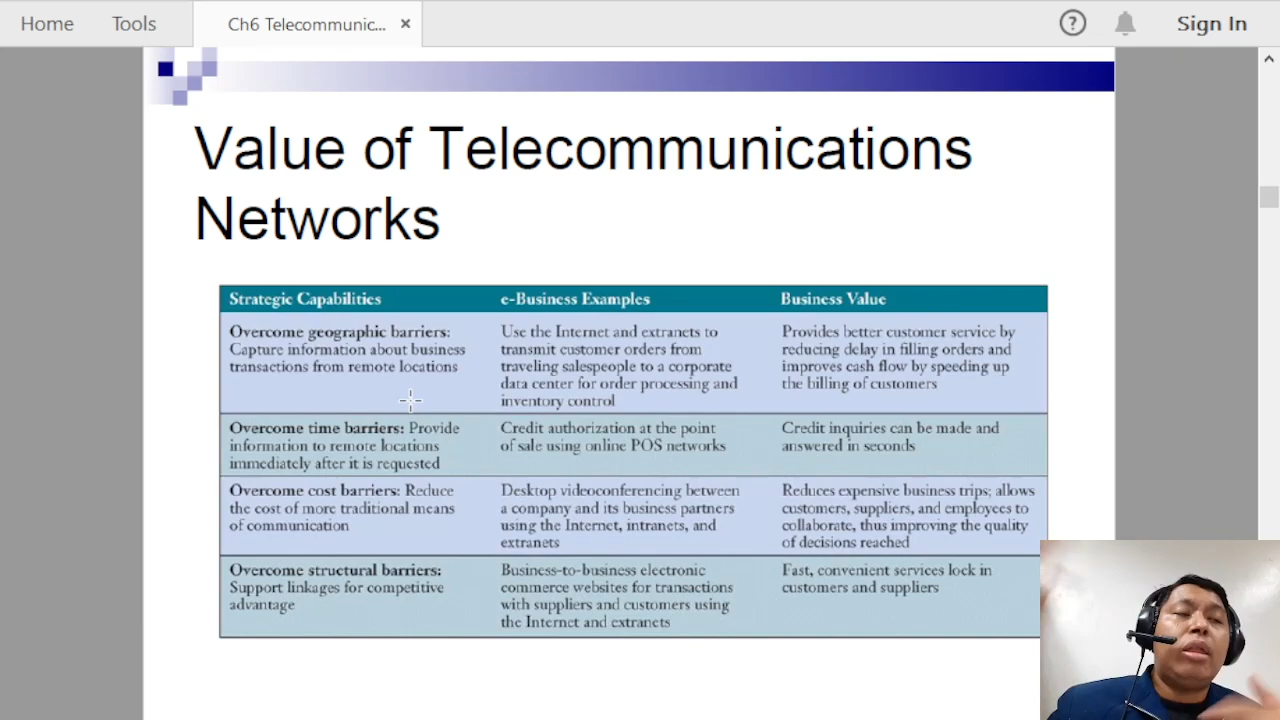 Home Tools Ch6 Telecommunic... × ? Sign In
Value of Telecommunications
Networks
Strategic Capabilities e-Business Examples Business Value
Overcome geographic barriers:
Capture information about business
transactions from remote locations
Use the Internet and extranets to
transmit customer orders from
traveling salespeople to a corporate
data center for order processing and
inventory control
Provides better customer service by
reducing delay in filling orders and
improves cash flow by speeding up
the billing of customers
Overcome time barriers: Provide
information to remote locations
immediately after it is requested
Credit authorization at the point
of sale using online POS networks
Credit inquiries can be made and
answered in seconds
Overcome cost barriers: Reduce
the cost of more traditional means
of communication
Desktop videoconferencing between
a company and its business partners
using the Internet, intranets, and
extranets
Reduces expensive business trips; allows
customers, suppliers, and employees to
collaborate, thus improving the quality
of decisions reached
Overcome structural barriers:
Support linkages for competitive
advantage
Business-to-business electronic
commerce websites for transactions
with suppliers and customers using
the Internet and extranets
Fast, convenient services lock in
customers and suppliers